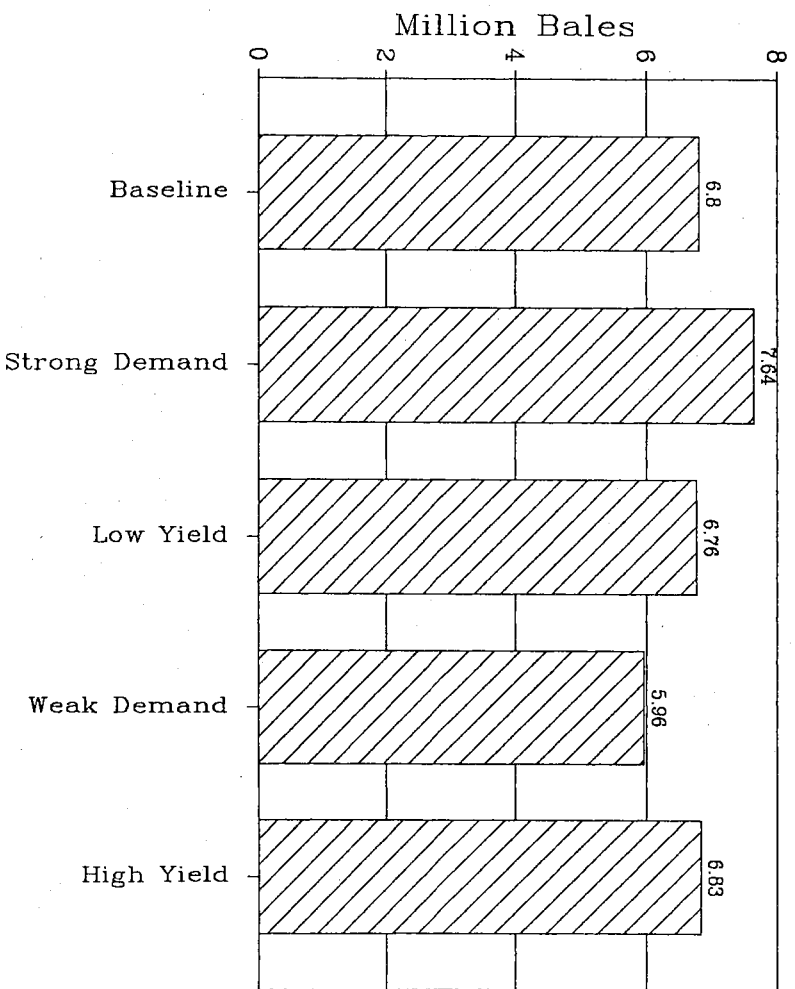 Million Bales
0
2
4
6
8
Baseline
6.8
Strong Demand
7.64
Low Yield
6.76
Weak Demand
5.96
High Yield
6.83